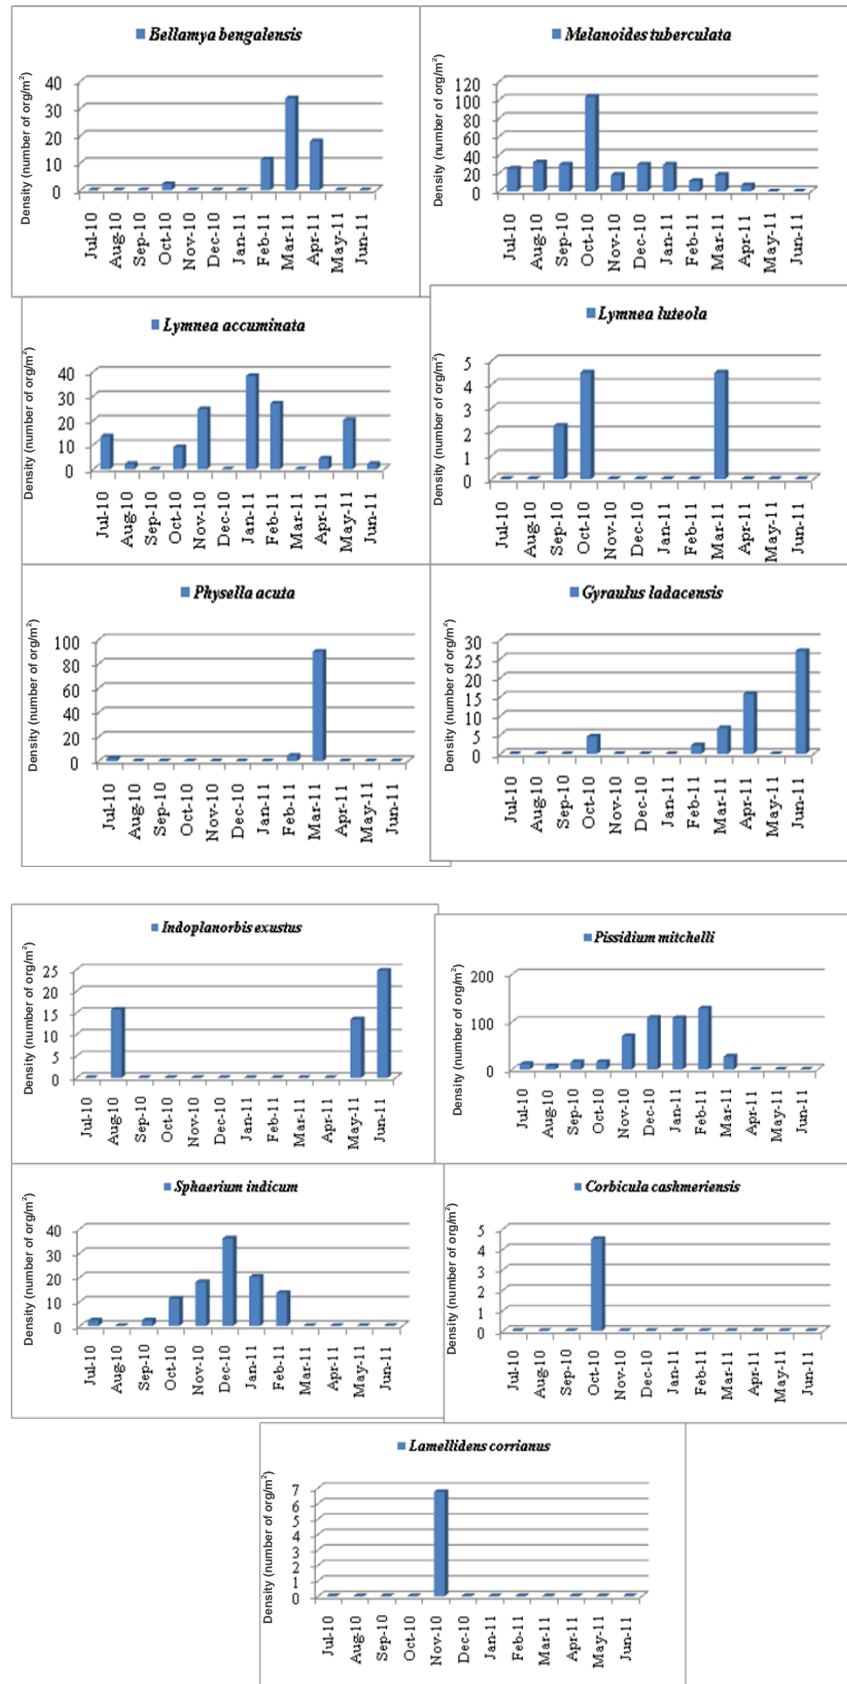 Bellamya bengalensis
Density (number of org/m²)
40
30
20
10
0
Jul-10 Aug-10 Sep-10 Oct-10 Nov-10 Dec-10 Jan-11 Feb-11 Mar-11 Apr-11 May-11 Jun-11
Melanoides tuberculata
Density (number of org/m²)
120
100
80
60
40
20
0
Jul-10 Aug-10 Sep-10 Oct-10 Nov-10 Dec-10 Jan-11 Feb-11 Mar-11 Apr-11 May-11 Jun-11
Lymnea accuminata
Density (number of org/m²)
40
30
20
10
0
Jul-10 Aug-10 Sep-10 Oct-10 Nov-10 Dec-10 Jan-11 Feb-11 Mar-11 Apr-11 May-11 Jun-11
Lymnea luteola
Density (number of org/m²)
5
4
3
2
1
0
Jul-10 Aug-10 Sep-10 Oct-10 Nov-10 Dec-10 Jan-11 Feb-11 Mar-11 Apr-11 May-11 Jun-11
Physella acuta
Density (number of org/m²)
100
80
60
40
20
0
Jul-10 Aug-10 Sep-10 Oct-10 Nov-10 Dec-10 Jan-11 Feb-11 Mar-11 Apr-11 May-11 Jun-11
Gyraulus ladacensis
Density (number of org/m²)
30
25
20
15
10
5
0
Jul-10 Aug-10 Sep-10 Oct-10 Nov-10 Dec-10 Jan-11 Feb-11 Mar-11 Apr-11 May-11 Jun-11
Indoplanorbis exustus
Density (number of org/m²)
25
20
15
10
5
0
Jul-10 Aug-10 Sep-10 Oct-10 Nov-10 Dec-10 Jan-11 Feb-11 Mar-11 Apr-11 May-11 Jun-11
Pissidium mitchelli
Density (number of org/m²)
200
100
0
Jul-10 Aug-10 Sep-10 Oct-10 Nov-10 Dec-10 Jan-11 Feb-11 Mar-11 Apr-11 May-11 Jun-11
Sphaerium indicum
Density (number of org/m²)
40
30
20
10
0
Jul-10 Aug-10 Sep-10 Oct-10 Nov-10 Dec-10 Jan-11 Feb-11 Mar-11 Apr-11 May-11 Jun-11
Corbicula cashmeriensis
Density (number of org/m²)
5
4
3
2
1
0
Jul-10 Aug-10 Sep-10 Oct-10 Nov-10 Dec-10 Jan-11 Feb-11 Mar-11 Apr-11 May-11 Jun-11
Lamellidens corrianus
Density (number of org/m²)
7
6
5
4
3
2
1
0
Jul-10 Aug-10 Sep-10 Oct-10 Nov-10 Dec-10 Jan-11 Feb-11 Mar-11 Apr-11 May-11 Jun-11